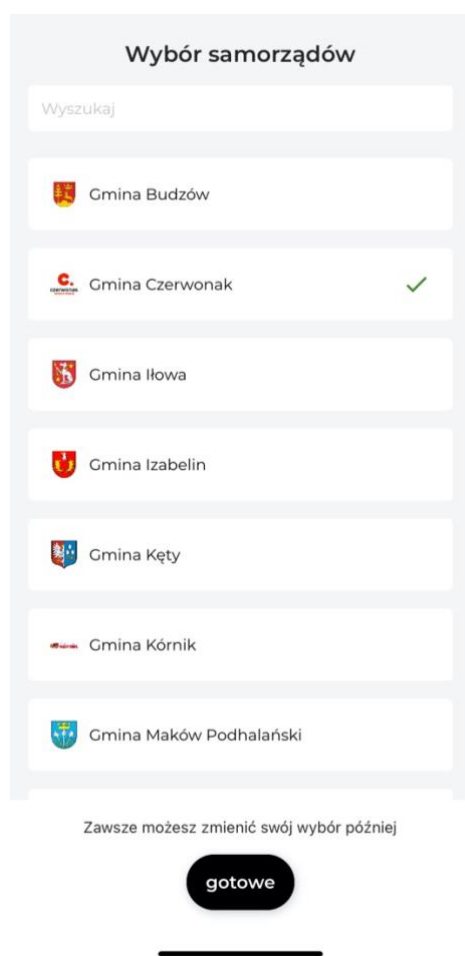 Wybór samorządów
Wyszukaj
Gmina Budzów
C.
CZERWONAK
Gmina Czerwonak
Gmina Iłowa
Gmina Izabelin
Gmina Kęty
Gmina Kórnik
Gmina Maków Podhalański
Zawsze możesz zmienić swój wybór później
gotowe